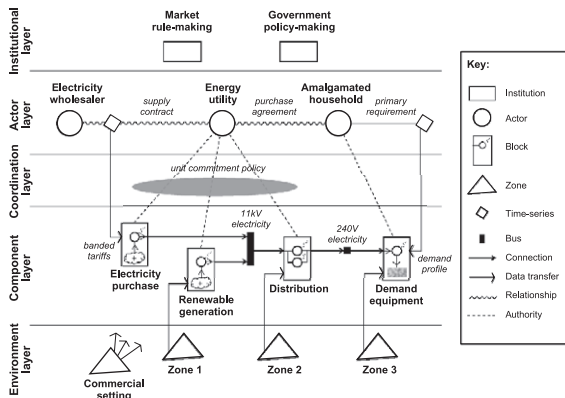 Institutional
layer
Market
rule-making
Government
policy-making
Actor
layer
Electricity
wholesaler
supply
contract
Energy
utility
purchase
agreement
Amalgamated
household
primary
requirement
Coordination
layer
unit commitment policy
Component
layer
banded
tariffs
Electricity
purchase
Renewable
generation
11kV
electricity
Distribution
240V
electricity
Demand
equipment
demand
profile
Environment
layer
Commercial
setting
Zone 1
Zone 2
Zone 3
Key:
Institution
Actor
Block
Zone
Time-series
Bus
Connection
Data transfer
Relationship
Authority